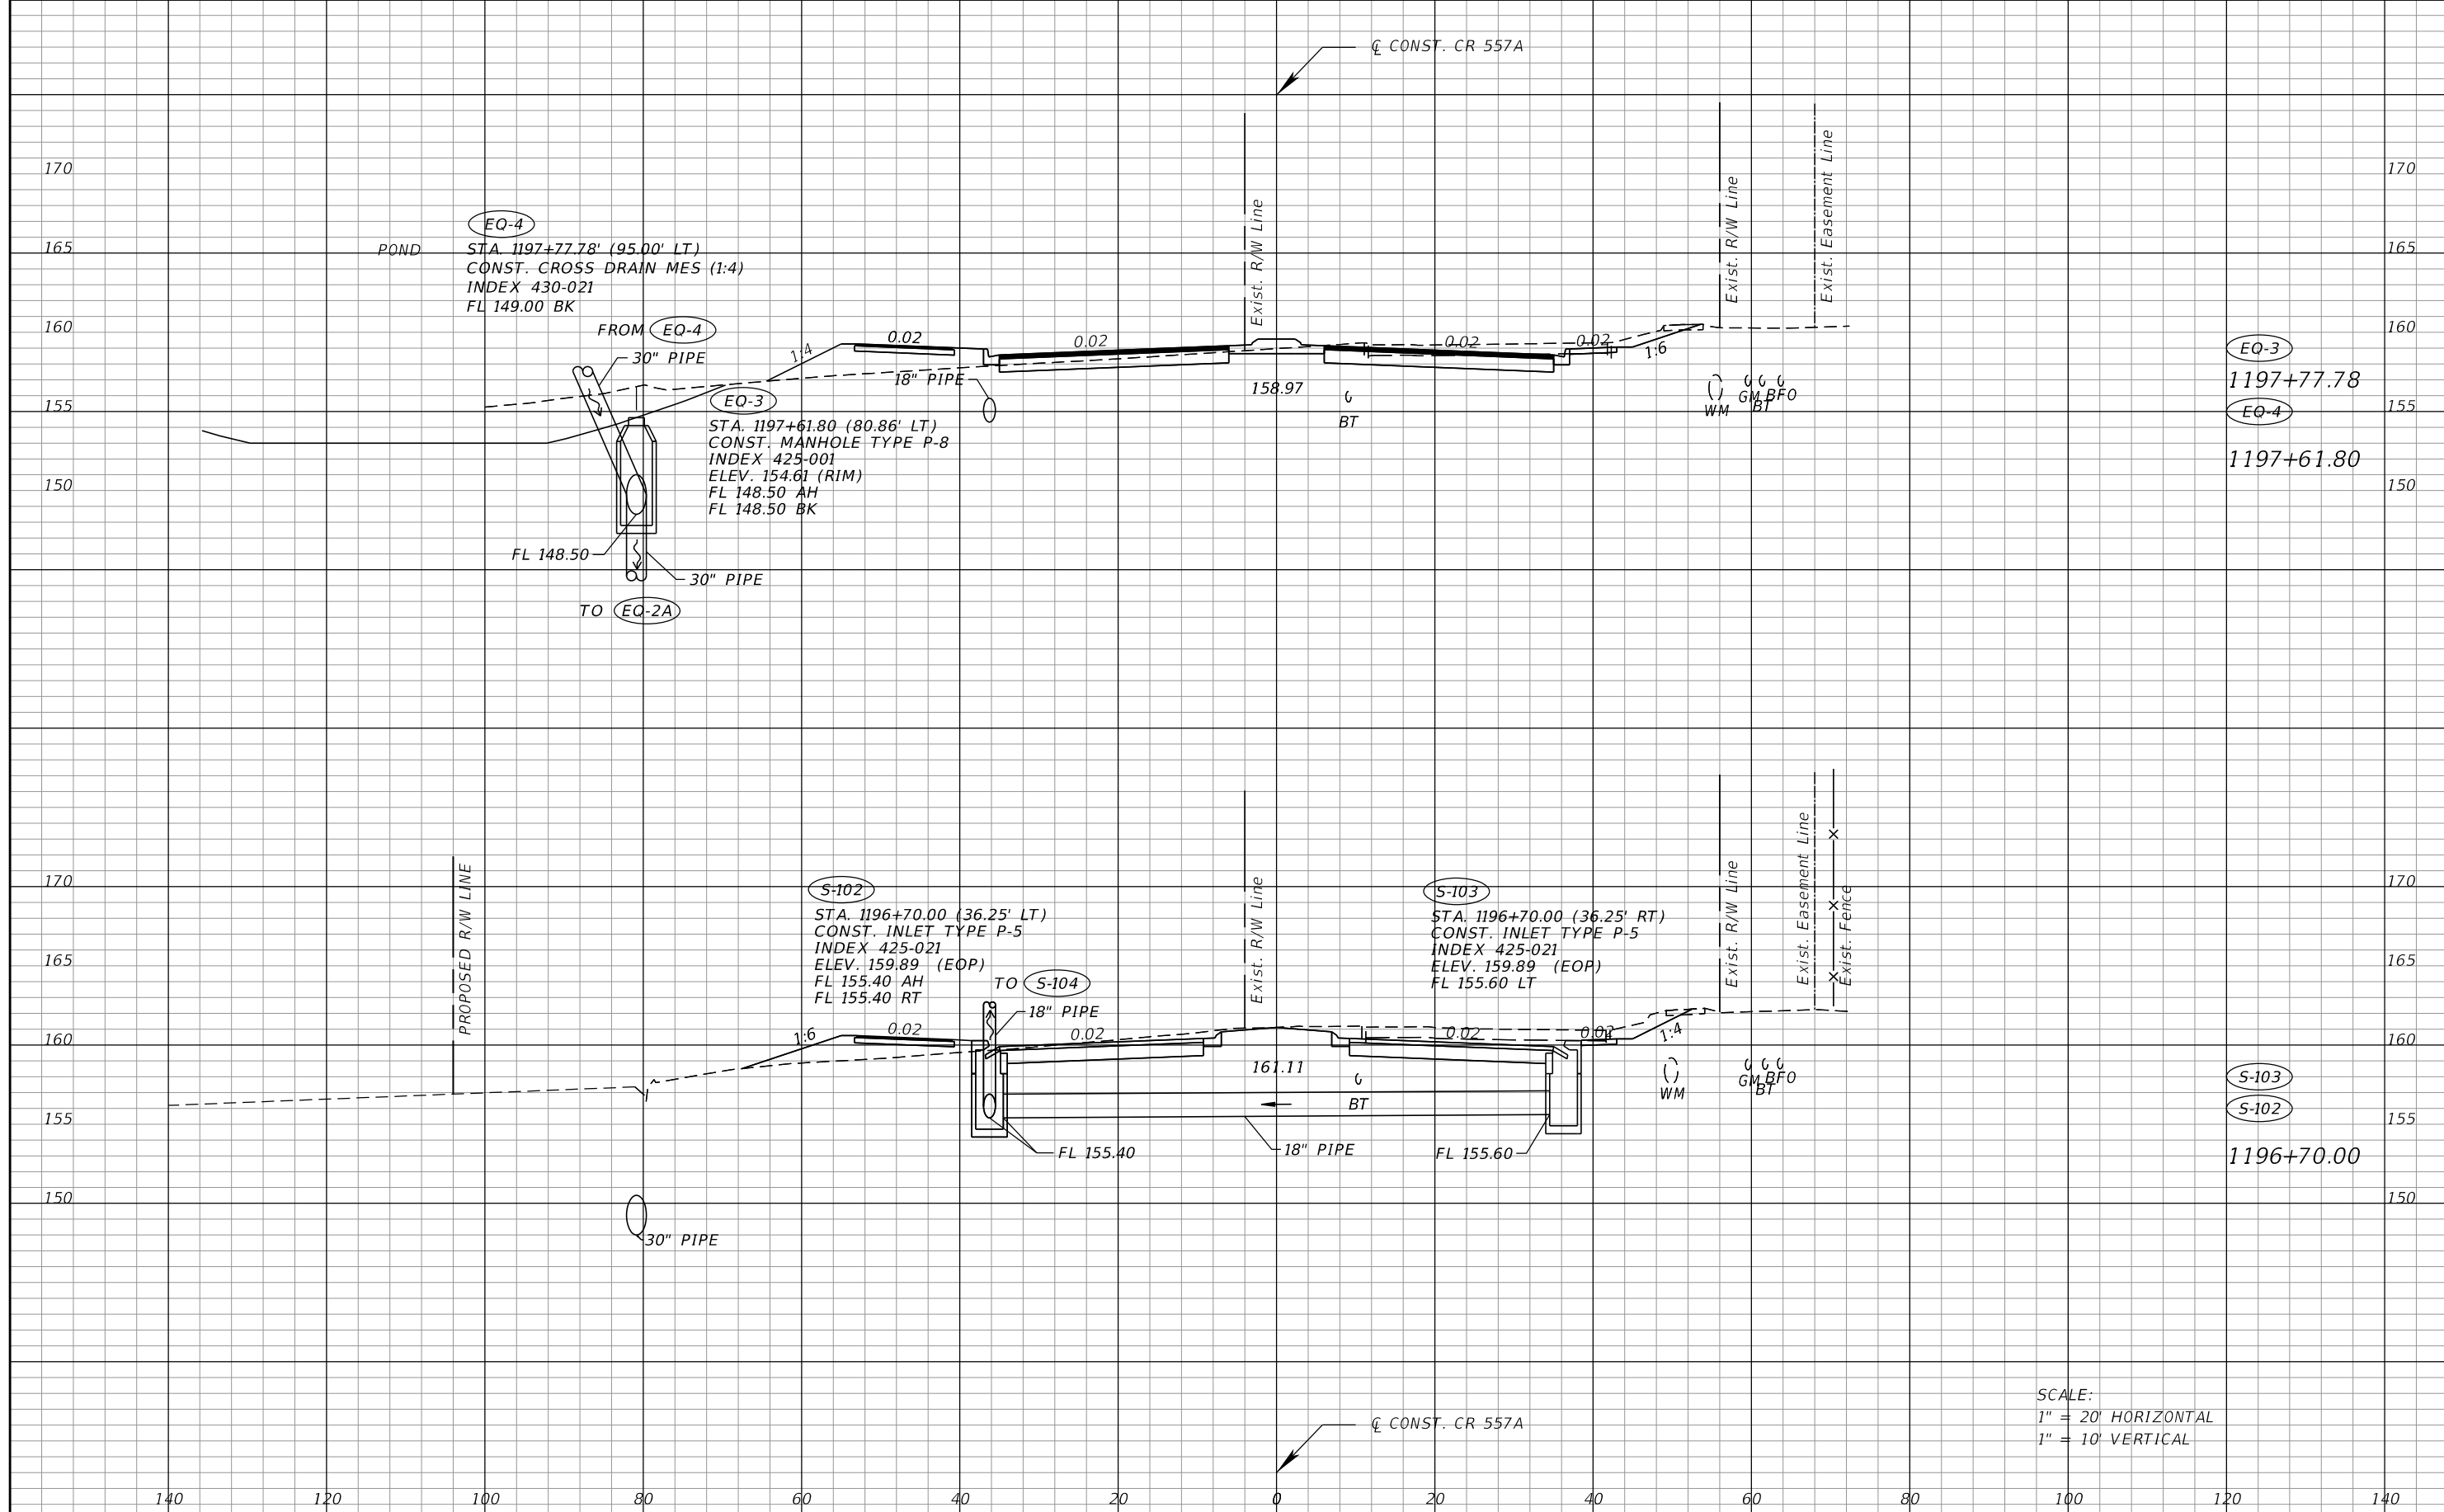 ℄ CONST. CR 557A
170
165
160
155
150
170
165
160
155
150
POND
EQ-4
STA. 1197+77.78' (95.00' LT)
CONST. CROSS DRAIN MES (1:4)
INDEX 430-021
FL 149.00 BK
FROM EQ-4
30" PIPE
1:4
0.02
0.02
18" PIPE
EQ-3
STA. 1197+61.80 (80.86' LT)
CONST. MANHOLE TYPE P-8
INDEX 425-001
ELEV. 154.61 (RIM)
FL 148.50 AH
FL 148.50 BK
FL 148.50
30" PIPE
TO EQ-2A
Exist. R/W Line
158.97
BT
0.02
0.02
1:6
Exist. R/W Line
Exist. Easement Line
WM
GM
BFO
BT
EQ-3
1197+77.78
EQ-4
1197+61.80
170
165
160
155
150
170
165
160
155
150
PROPOSED R/W LINE
S-102
STA. 1196+70.00 (36.25' LT)
CONST. INLET TYPE P-5
INDEX 425-021
ELEV. 159.89 (EOP)
FL 155.40 AH
FL 155.40 RT
TO S-104
18" PIPE
1:6
0.02
0.02
Exist. R/W Line
161.11
BT
FL 155.40
18" PIPE
FL 155.60
S-103
STA. 1196+70.00 (36.25' RT)
CONST. INLET TYPE P-5
INDEX 425-021
ELEV. 159.89 (EOP)
FL 155.60 LT
0.02
0.02
1:4
Exist. R/W Line
Exist. Easement Line
Exist. Fence
WM
GM
BFO
BT
S-103
S-102
1196+70.00
30" PIPE
℄ CONST. CR 557A
SCALE:
1" = 20' HORIZONTAL
1" = 10' VERTICAL
140 120 100 80 60 40 20 0 20 40 60 80 100 120 140